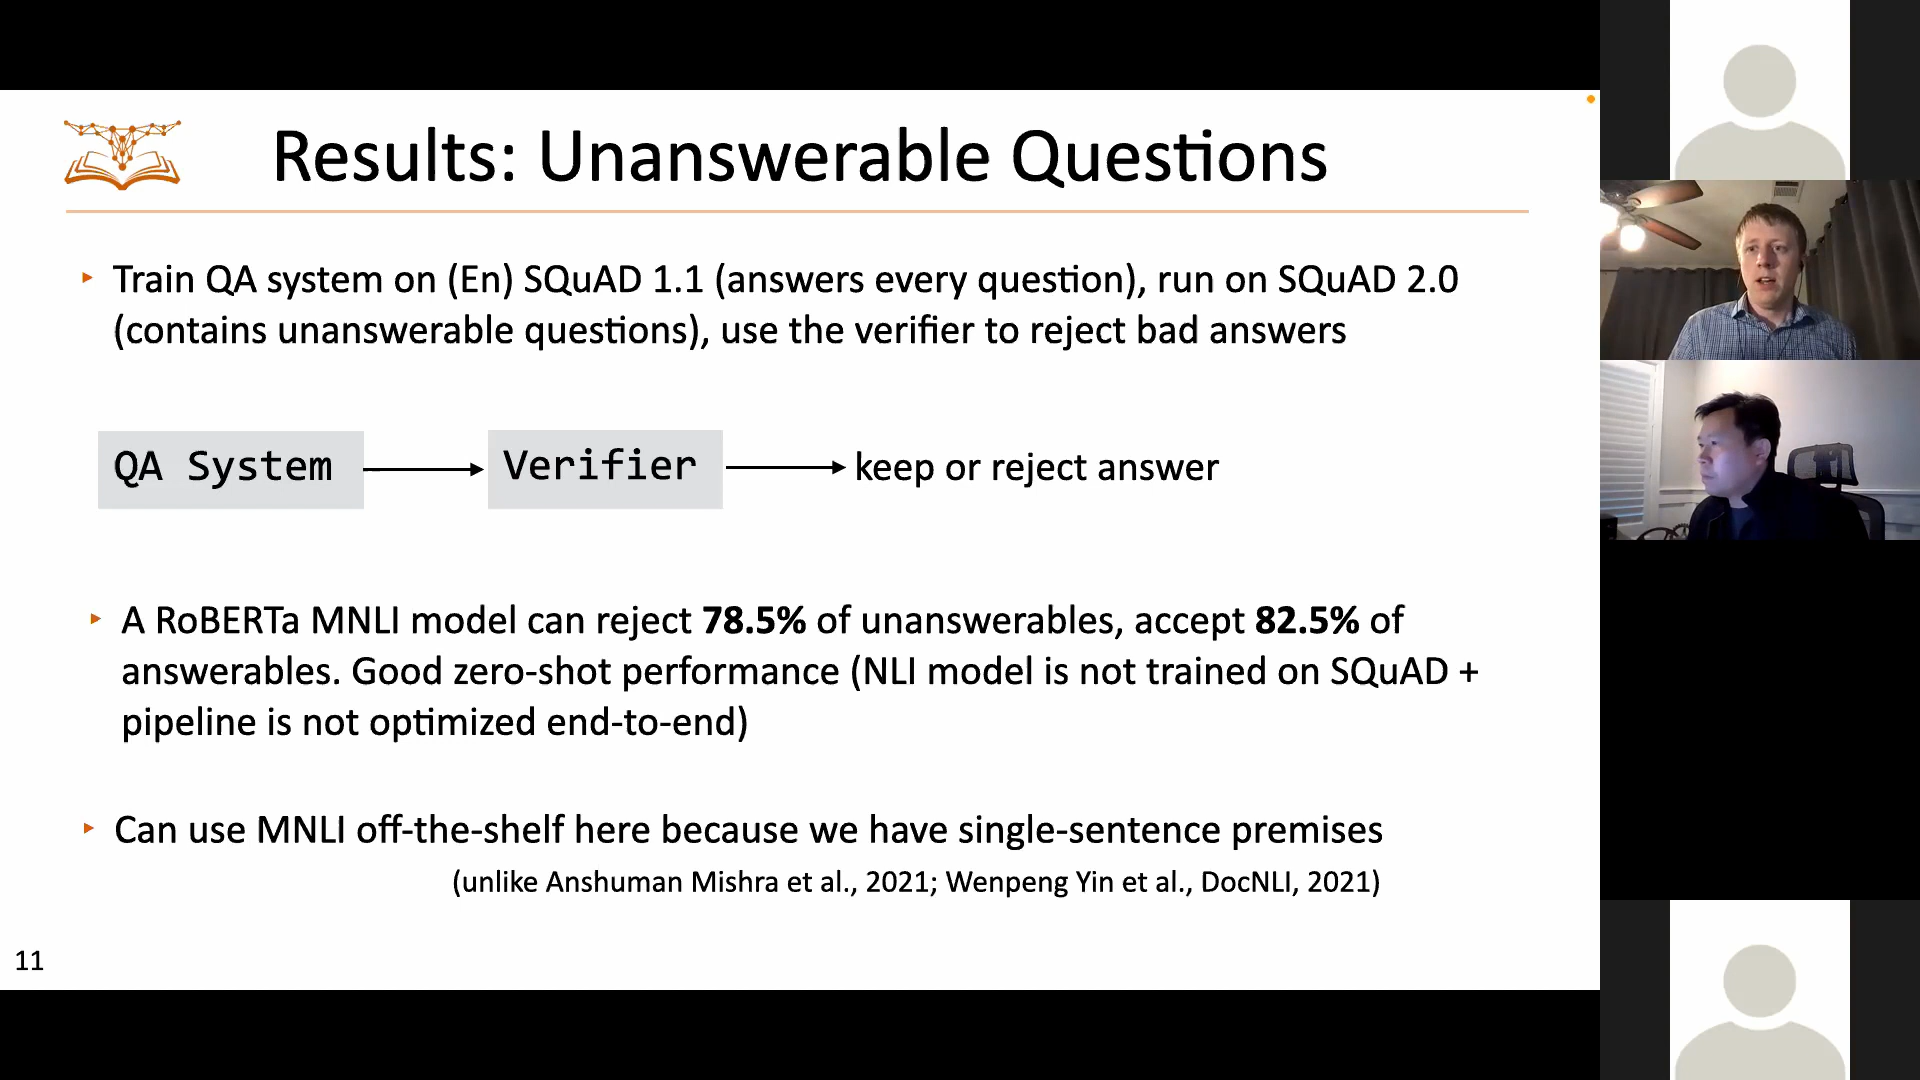 Results: Unanswerable Questions
Train QA system on (En) SQuAD 1.1 (answers every question), run on SQuAD 2.0
(contains unanswerable questions), use the verifier to reject bad answers
QA System
Verifier
keep or reject answer
A RoBERTa MNLI model can reject 78.5% of unanswerables, accept 82.5% of
answerables. Good zero-shot performance (NLI model is not trained on SQuAD +
pipeline is not optimized end-to-end)
Can use MNLI off-the-shelf here because we have single-sentence premises
(unlike Anshuman Mishra et al., 2021; Wenpeng Yin et al., DocNLI, 2021)
11